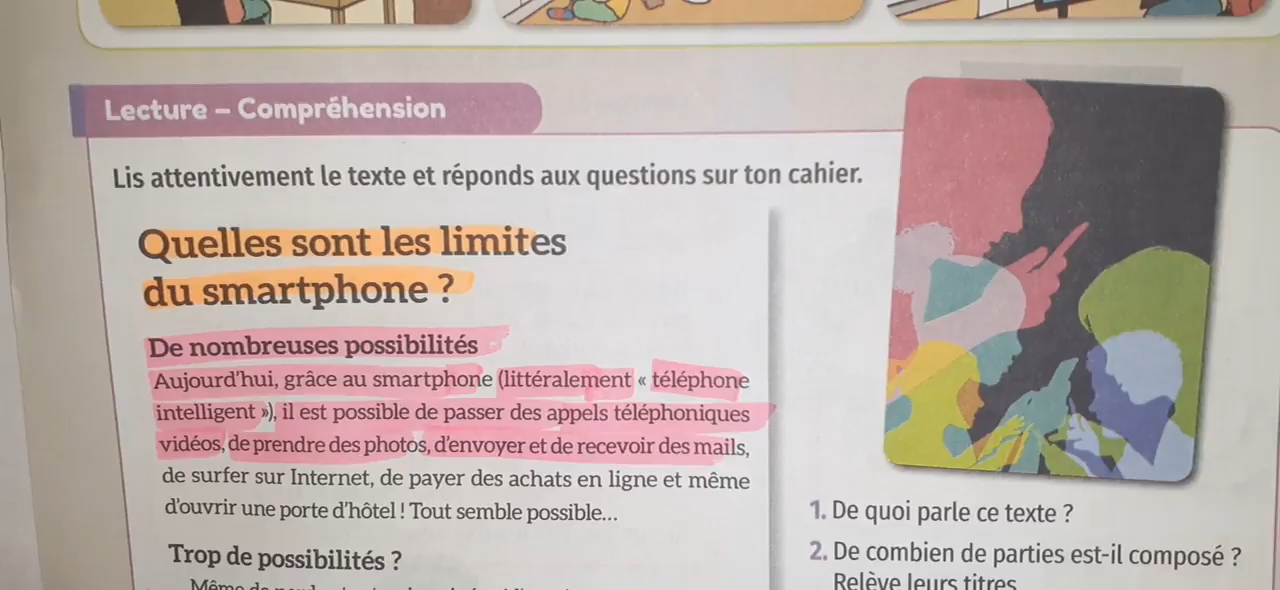 Lecture – Compréhension
Lis attentivement le texte et réponds aux questions sur ton cahier.
Quelles sont les limites
du smartphone ?
De nombreuses possibilités
Aujourd'hui, grâce au smartphone (littéralement « téléphone
intelligent »), il est possible de passer des appels téléphoniques
vidéos, de prendre des photos, d'envoyer et de recevoir des mails,
de surfer sur Internet, de payer des achats en ligne et même
d'ouvrir une porte d'hôtel ! Tout semble possible...
Trop de possibilités ?
Même de
1. De quoi parle ce texte ?
2. De combien de parties est-il composé ?
Relève leurs titres